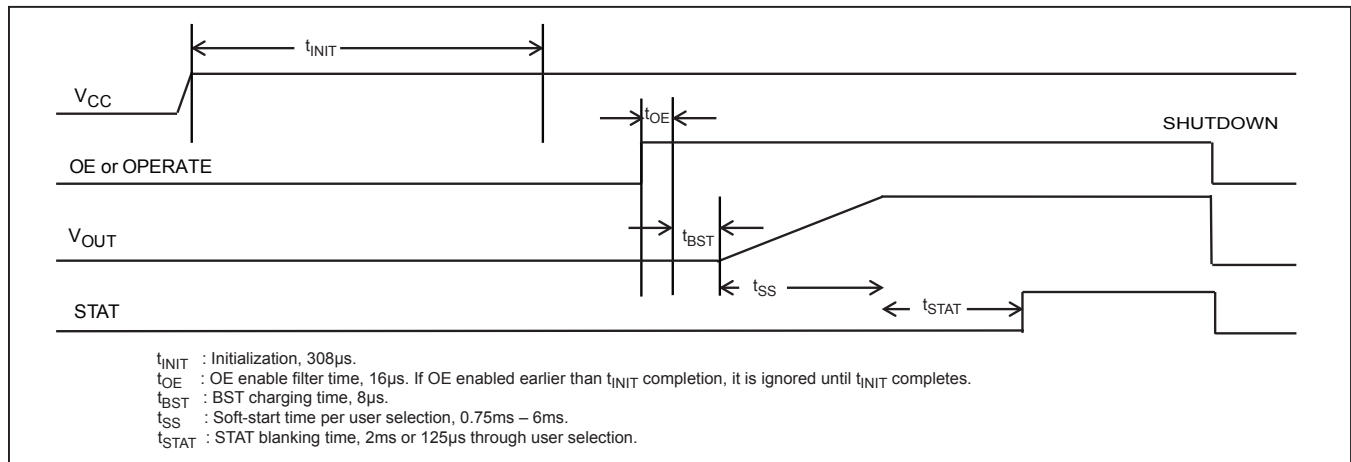 tINIT
VCC
tOE
SHUTDOWN
OE or OPERATE
VOUT
tBST
tSS
STAT
tSTAT
tINIT : Initialization, 308µs.
tOE : OE enable filter time, 16µs. If OE enabled earlier than tINIT completion, it is ignored until tINIT completes.
tBST : BST charging time, 8µs.
tSS : Soft-start time per user selection, 0.75ms – 6ms.
tSTAT : STAT blanking time, 2ms or 125µs through user selection.